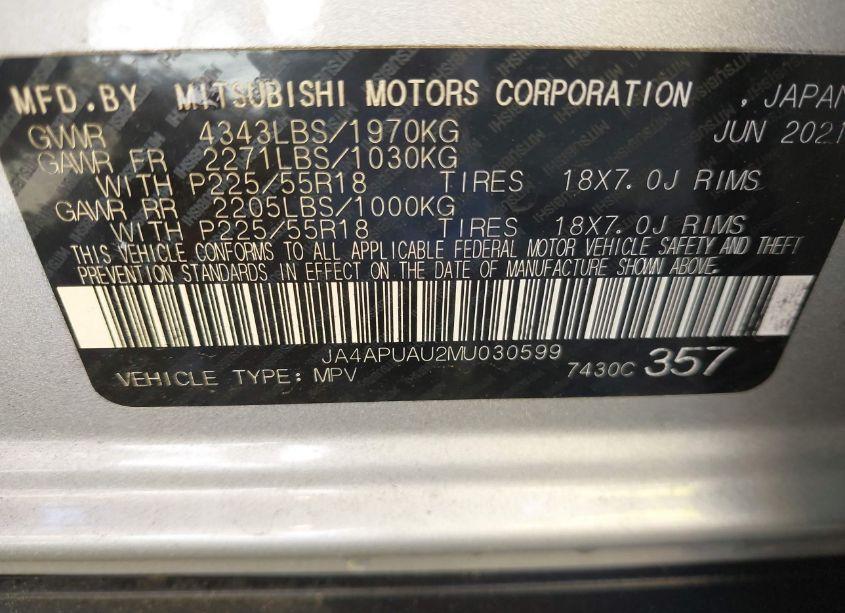 MFD.BY MITSUBISHI MOTORS CORPORATION , JAPAN
GVWR 4343LBS/1970KG JUN 2021
GAWR FR 2271LBS/1030KG
WITH P225/55R18 TIRES 18X7.0J RIMS
GAWR RR 2205LBS/1000KG
WITH P225/55R18 TIRES 18X7.0J RIMS
THIS VEHICLE CONFORMS TO ALL APPLICABLE FEDERAL MOTOR VEHICLE SAFETY AND THEFT
PREVENTION STANDARDS IN EFFECT ON THE DATE OF MANUFACTURE SHOWN ABOVE.
JA4APUAU2MU030599
VEHICLE TYPE: MPV 7430C 357